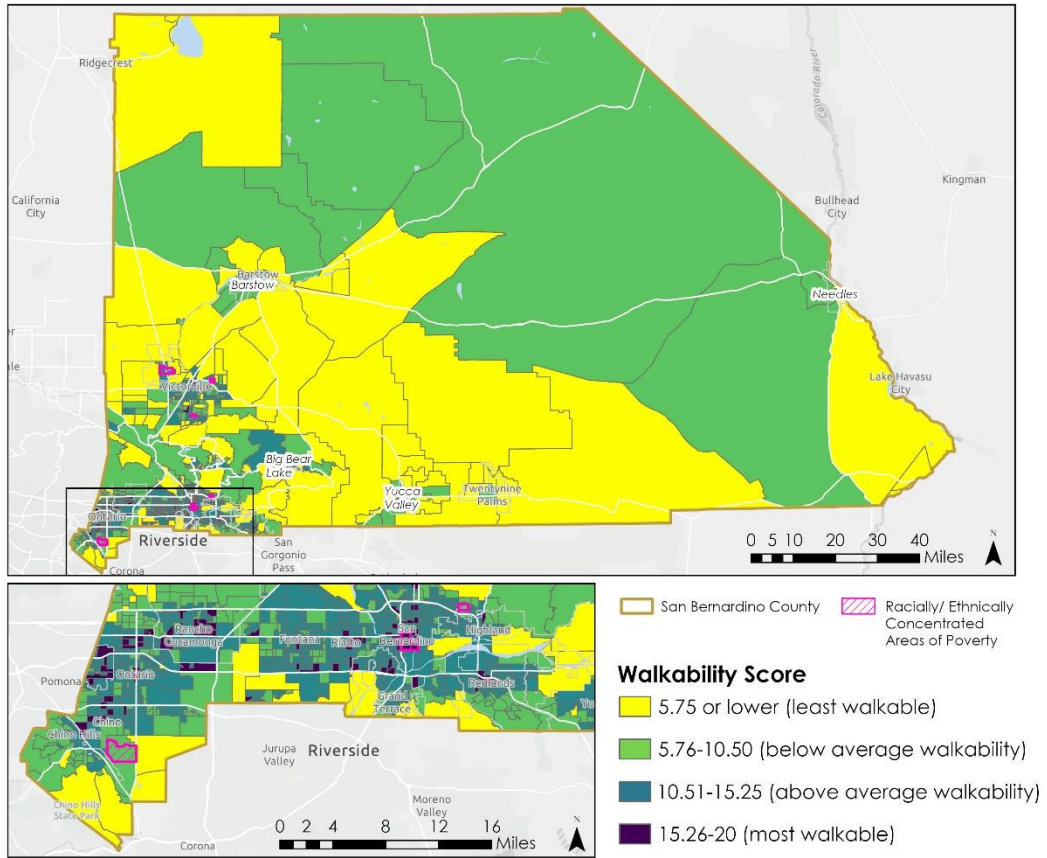 Ridgecrest
Colorado River
Kingman
California
City
Bullhead
City
Barstow
Barstow
Needles
Victorville
Lake Havasu
City
Big Bear
Lake
Yucca
Valley
Twentynine
Palms
Ontario
Riverside
San
Gorgonio
Pass
Corona
0 5 10 20 30 40
Miles
N
Rancho
Cucamonga
Fontana
Rialto
San
Bernardino
Highland
Pomona
Ontario
Redlands
Grand
Terrace
Chino
Chino Hills
Jurupa
Valley
Riverside
Chino Hills
State Park
Moreno
Valley
Corona
0 2 4 8 12 16
Miles
N
San Bernardino County
Racially/ Ethnically
Concentrated
Areas of Poverty
Walkability Score
5.75 or lower (least walkable)
5.76-10.50 (below average walkability)
10.51-15.25 (above average walkability)
15.26-20 (most walkable)